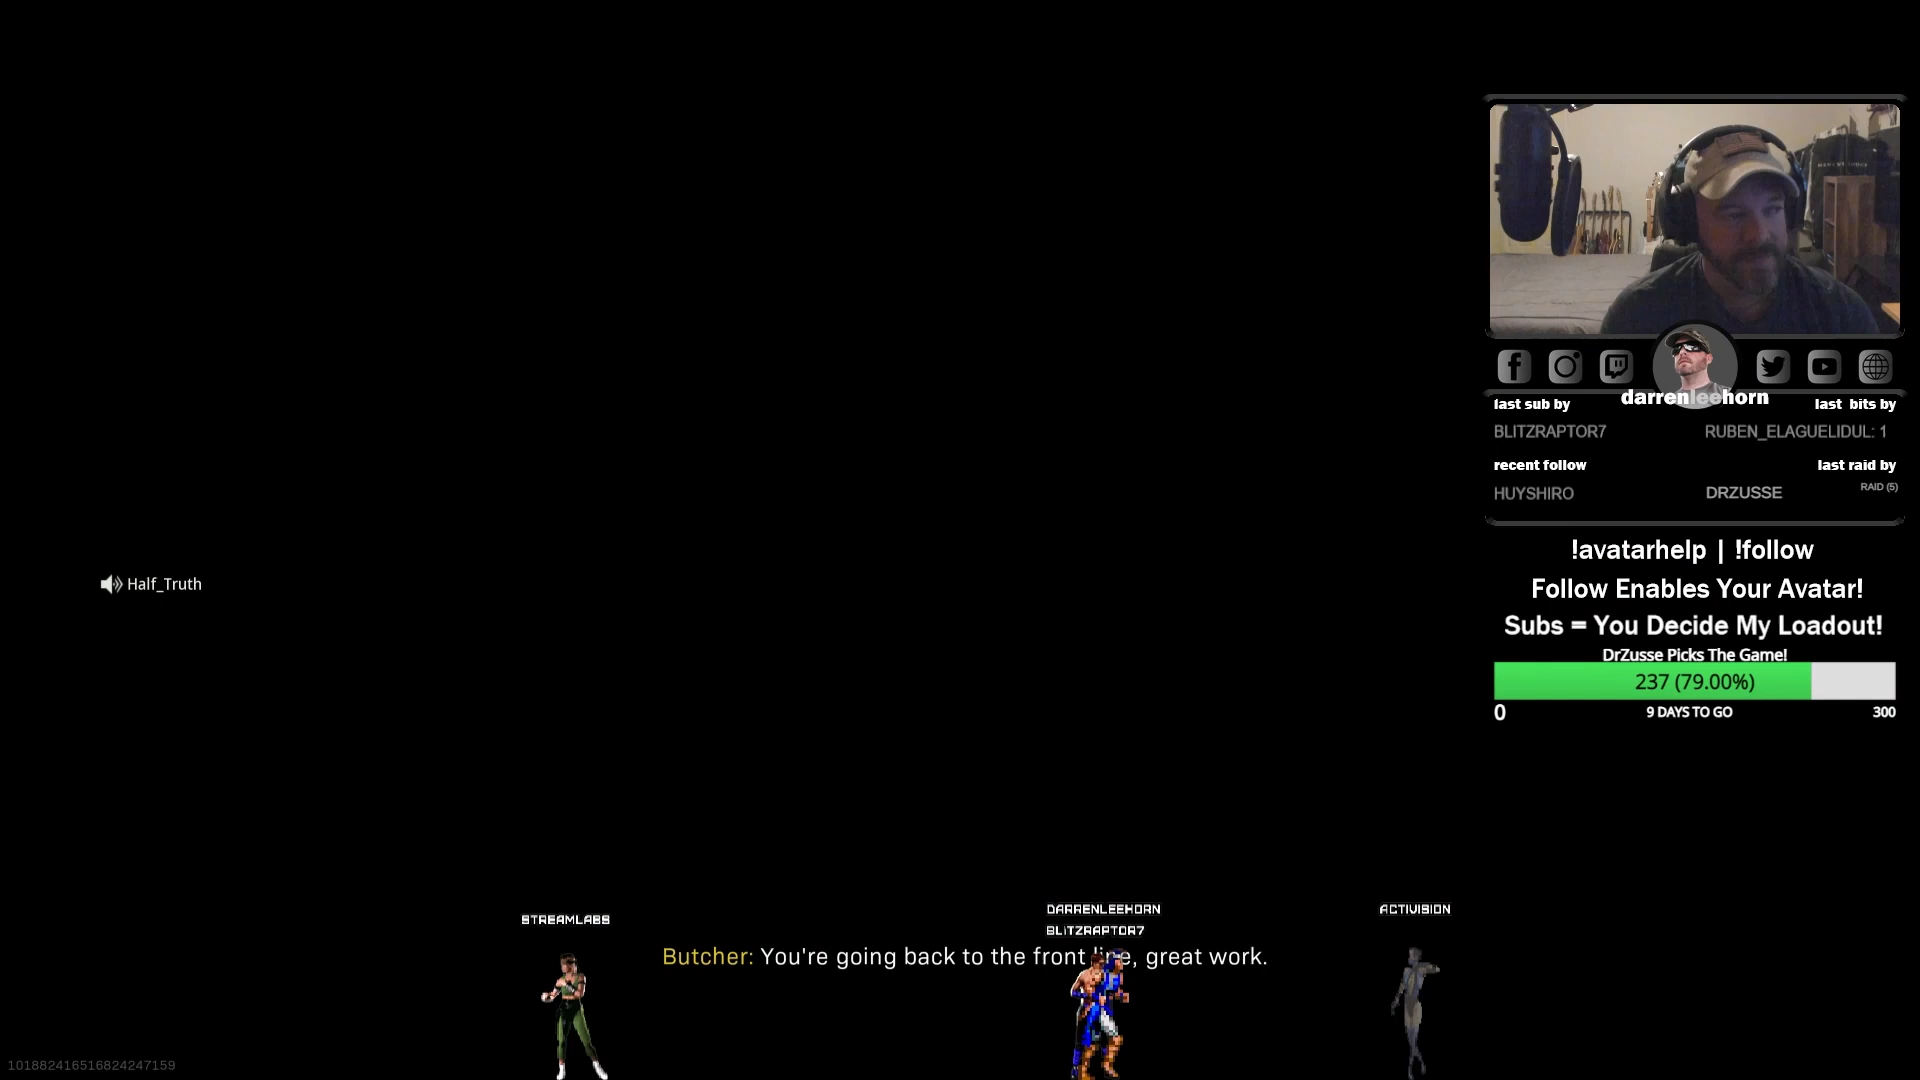 darrenleehorn
last sub by
last bits by
BLITZRAPTOR7
RUBEN_ELAGUELIDUL: 1
recent follow
last raid by
HUYSHIRO
DRZUSSE
RAID (5)
!avatarhelp | !follow
Follow Enables Your Avatar!
Subs = You Decide My Loadout!
DrZusse Picks The Game!
237 (79.00%)
0
9 DAYS TO GO
300
Half_Truth
STREAMLABS
DARRENLEEHORN
BLITZRAPTOR7
ACTIVISION
Butcher: You're going back to the front line, great work.
101882416516824247159